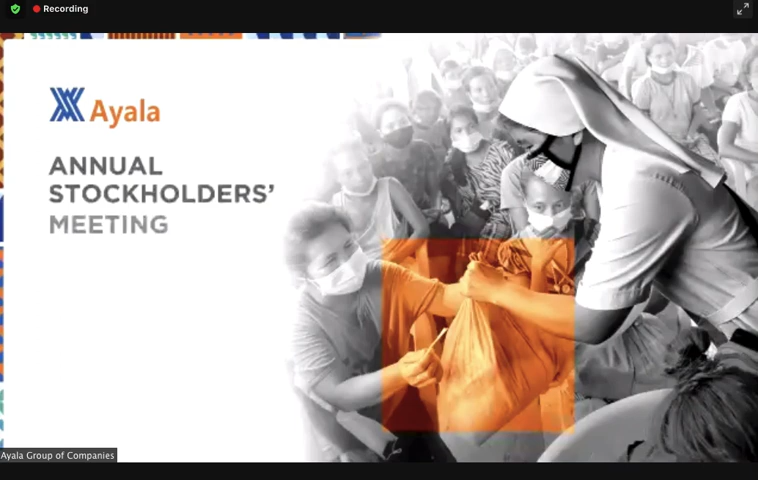 Recording
Ayala
ANNUAL
STOCKHOLDERS'
MEETING
Ayala Group of Companies